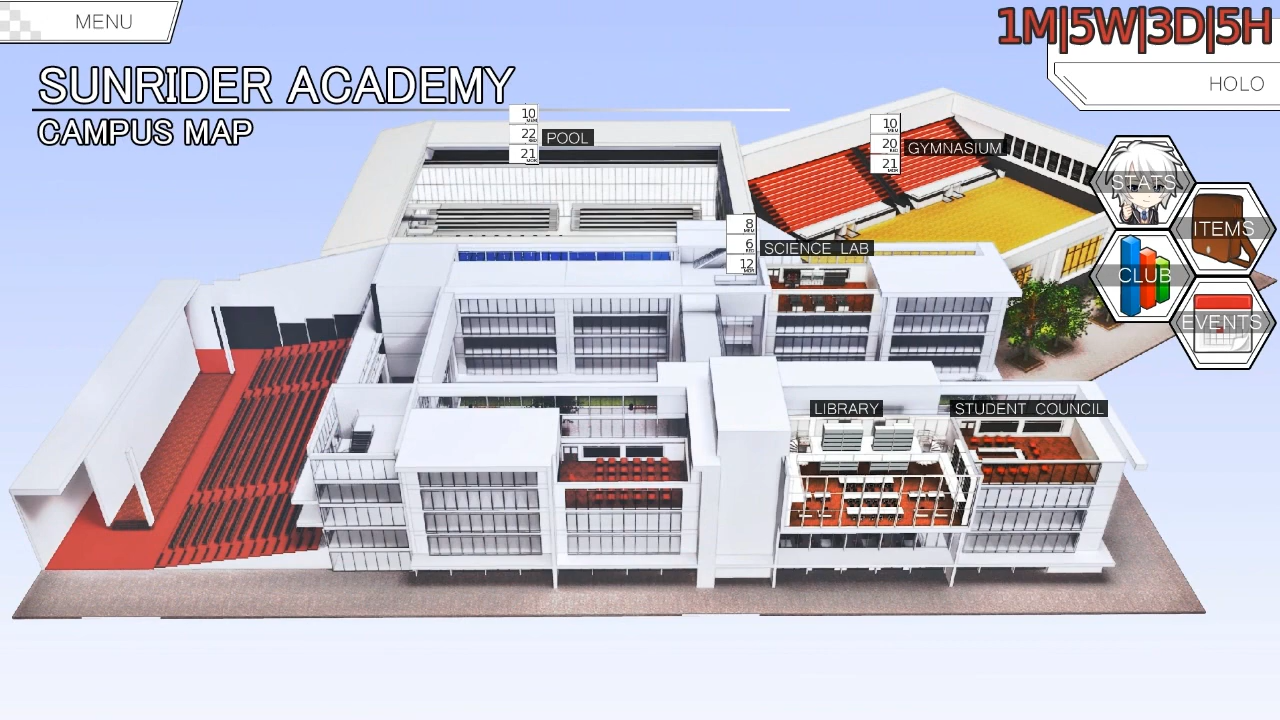 MENU
1M|5W|3D|5H
HOLO
SUNRIDER ACADEMY
CAMPUS MAP
10
22
21
POOL
10
20
21
GYMNASIUM
STATS
ITEMS
8
6
12
SCIENCE LAB
CLUB
EVENTS
LIBRARY
STUDENT COUNCIL